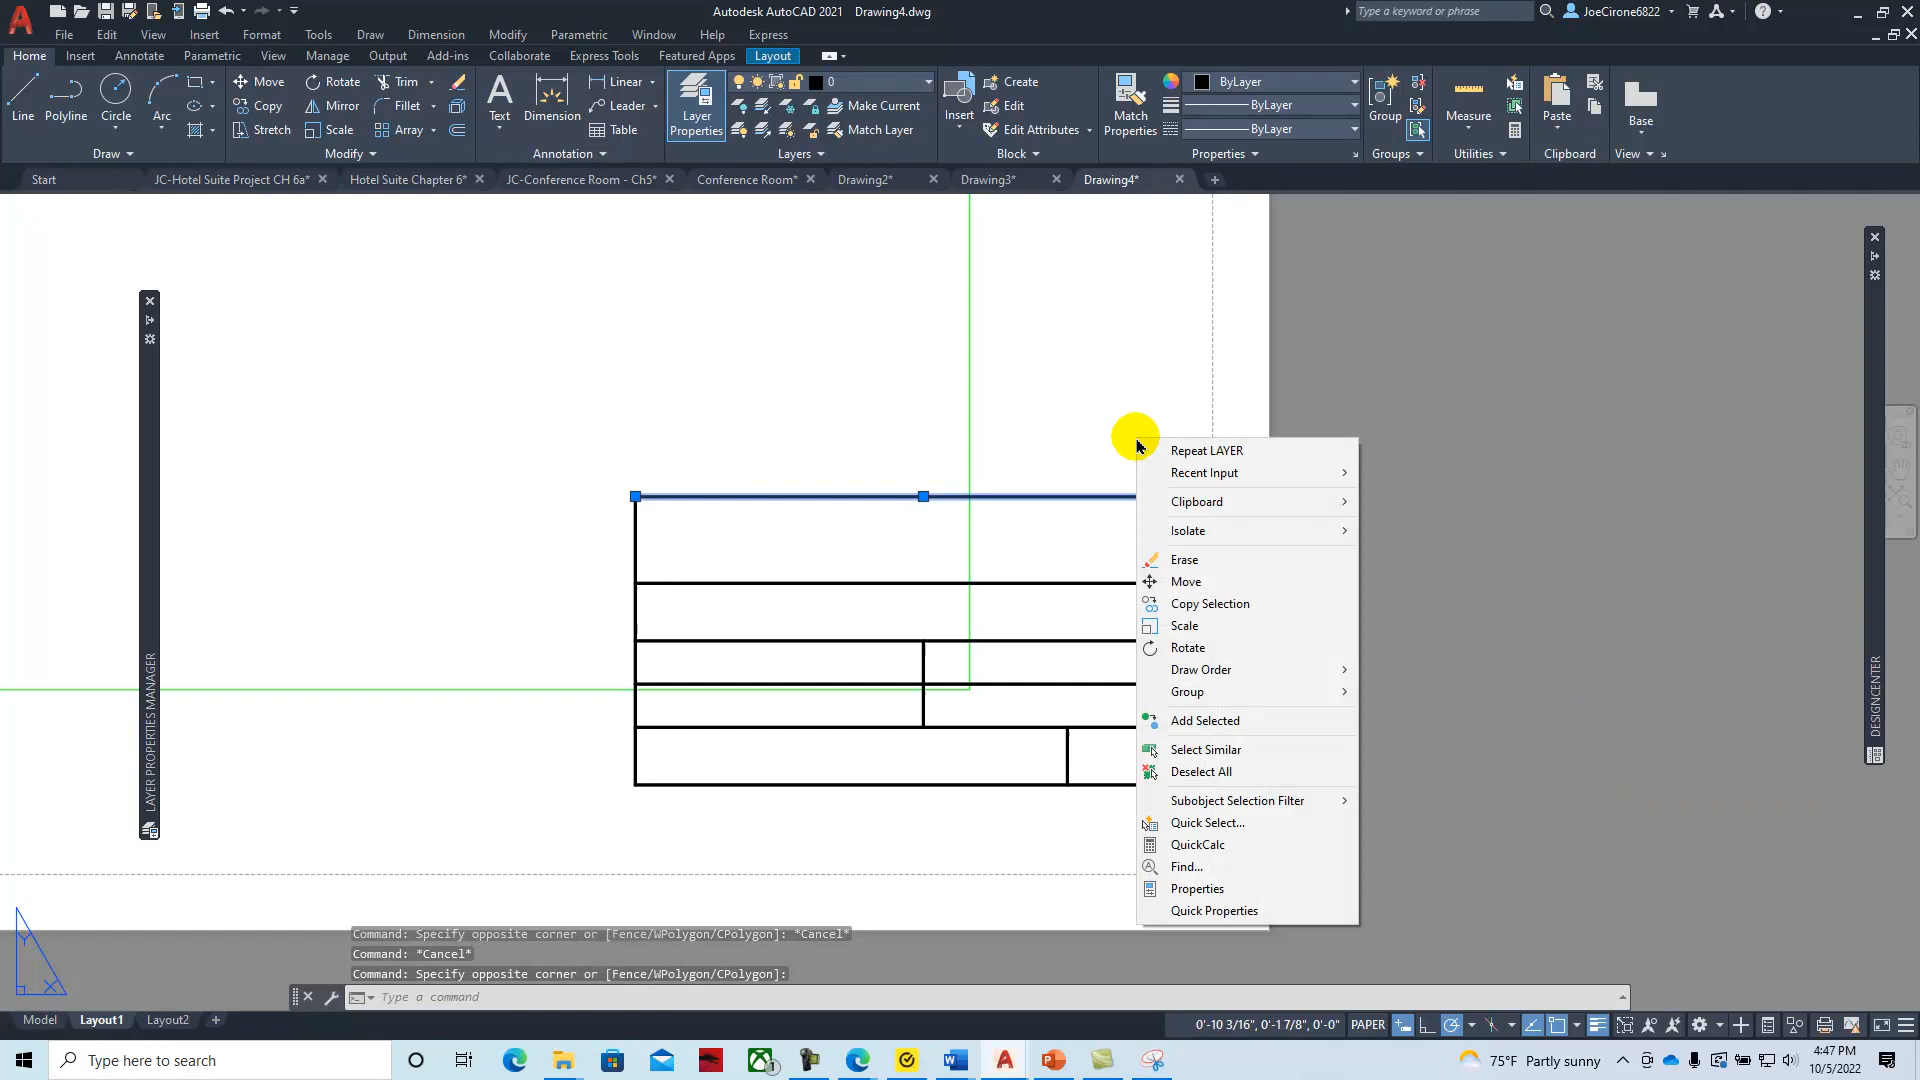 Autodesk AutoCAD 2021 Drawing4.dwg
Type a keyword or phrase
JoeCirone6822
File Edit View Insert Format Tools Draw Dimension Modify Parametric Window Help Express
Home Insert Annotate Parametric View Manage Output Add-ins Collaborate Express Tools Featured Apps Layout
Line Polyline Circle Arc
Draw
Move Rotate Trim
Copy Mirror Fillet
Stretch Scale Array
Modify
Text Dimension
Linear
Leader
Table
Annotation
Layer
Properties
0
Make Current
Match Layer
Layers
Insert
Create
Edit
Edit Attributes
Block
Match
Properties
ByLayer
ByLayer
ByLayer
Properties
Group
Groups
Measure
Utilities
Paste
Clipboard
Base
View
Start JC-Hotel Suite Project CH 6a* Hotel Suite Chapter 6* JC-Conference Room - Ch5* Conference Room* Drawing2* Drawing3* Drawing4*
LAYER PROPERTIES MANAGER
DESIGNCENTER
Repeat LAYER
Recent Input
Clipboard
Isolate
Erase
Move
Copy Selection
Scale
Rotate
Draw Order
Group
Add Selected
Select Similar
Deselect All
Subobject Selection Filter
Quick Select...
QuickCalc
Find...
Properties
Quick Properties
Y
X
Command: Specify opposite corner or [Fence/WPolygon/CPolygon]: *Cancel*
Command: *Cancel*
Command: Specify opposite corner or [Fence/WPolygon/CPolygon]:
Type a command
Model Layout1 Layout2
0'-10 3/16", 0'-1 7/8", 0'-0" PAPER
Type here to search
75°F Partly sunny
4:47 PM
10/5/2022